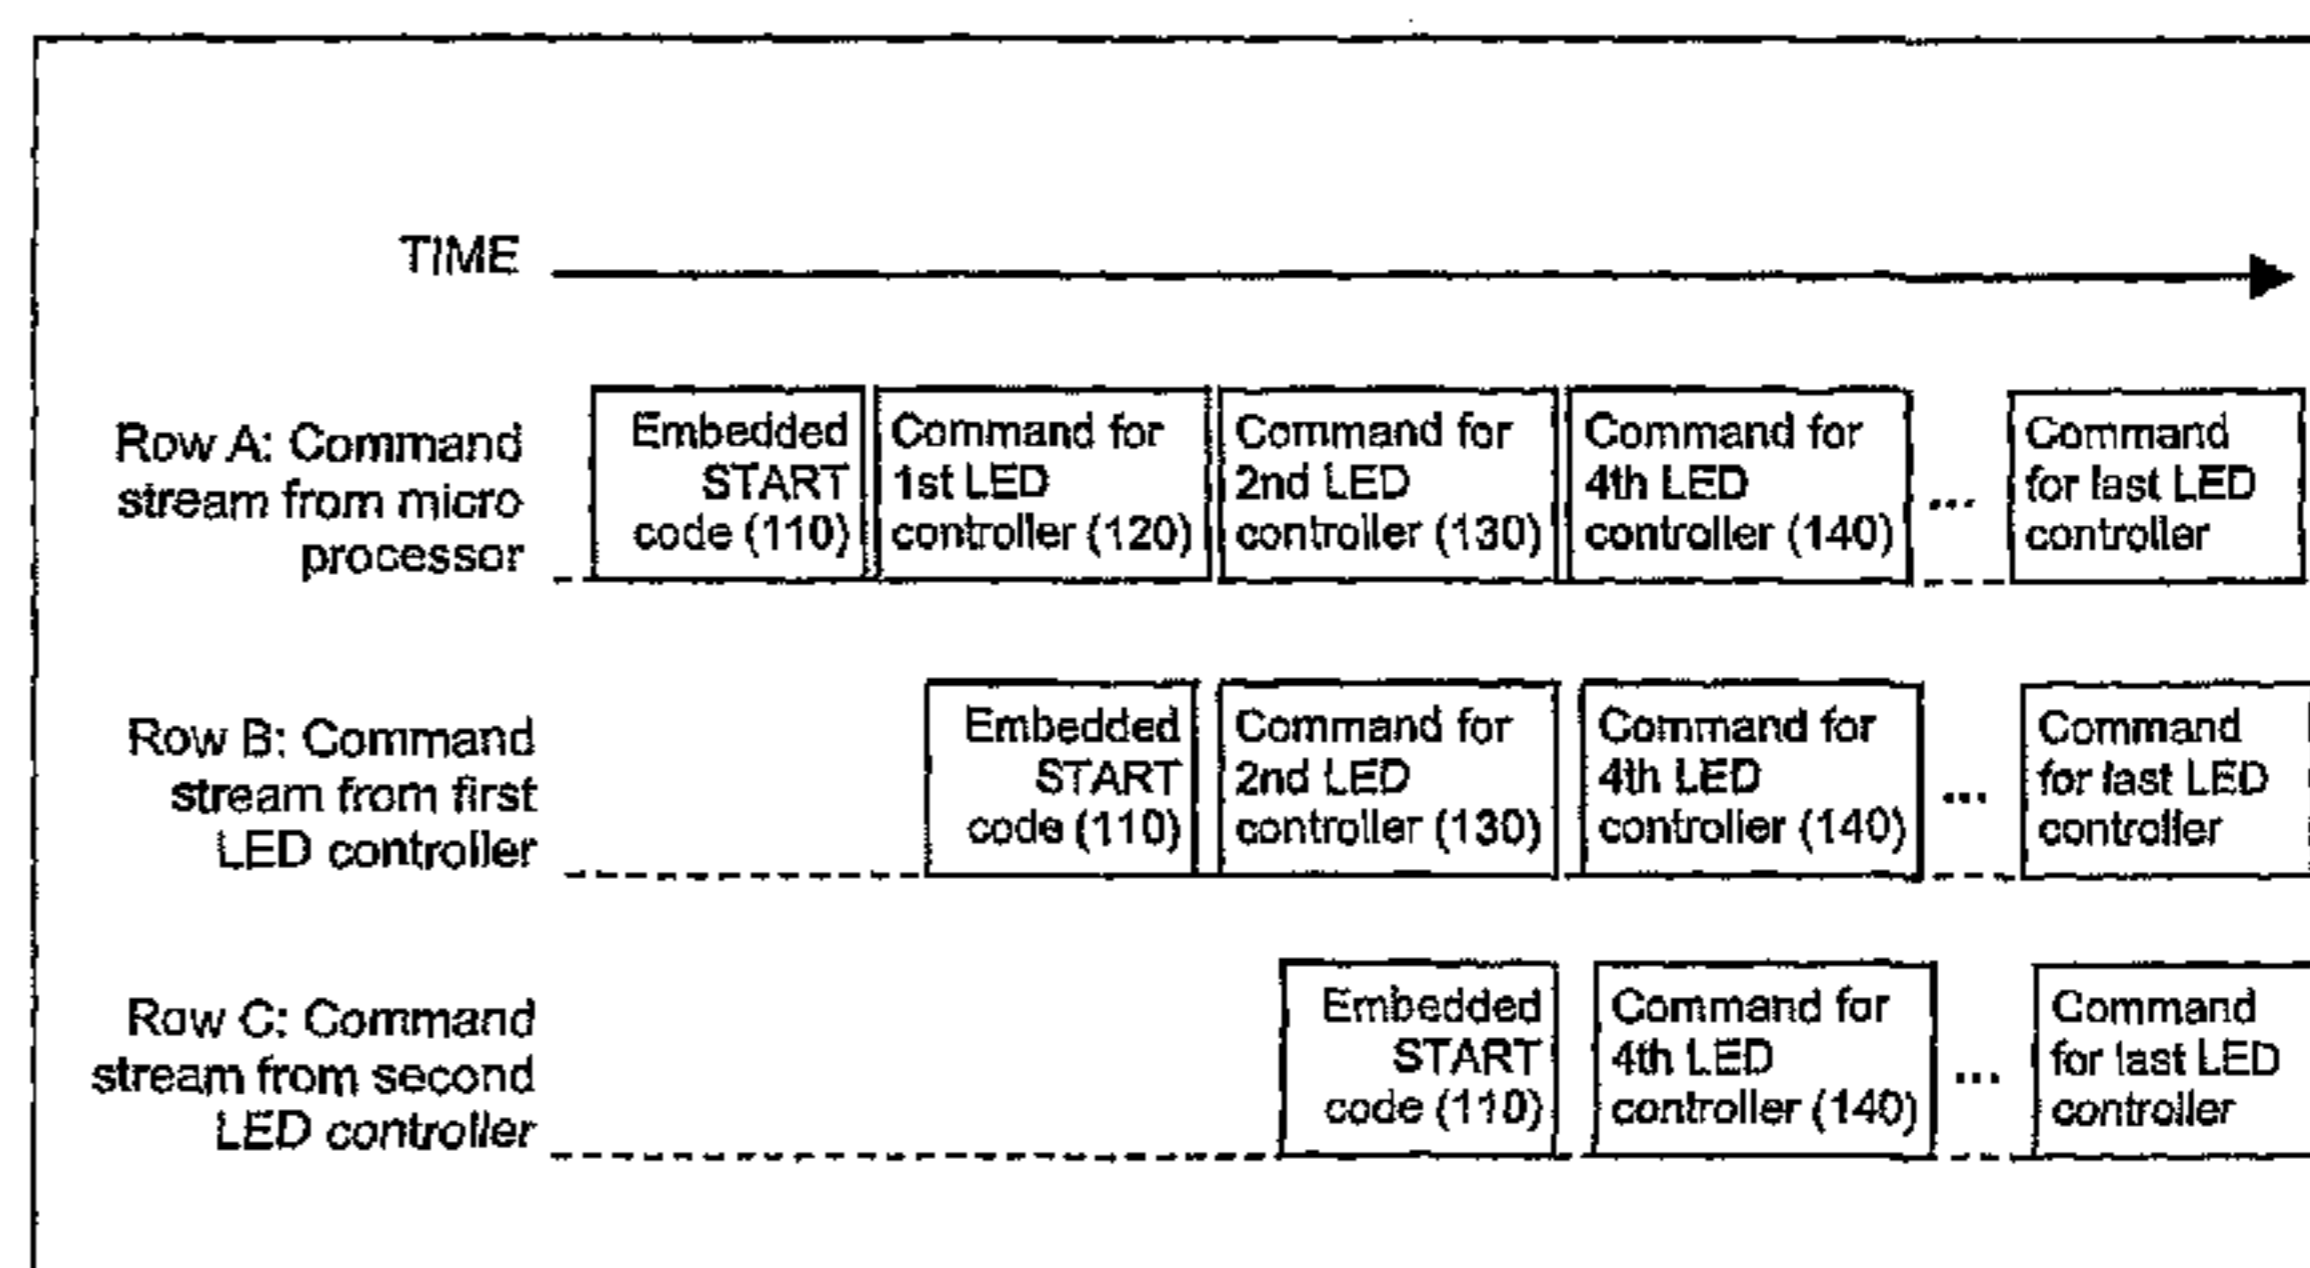 TIME
Row A: Command
stream from micro
processor
Embedded
START
code (110)
Command for
1st LED
controller (120)
Command for
2nd LED
controller (130)
Command for
4th LED
controller (140)
...
Command
for last LED
controller
Row B: Command
stream from first
LED controller
Embedded
START
code (110)
Command for
2nd LED
controller (130)
Command for
4th LED
controller (140)
...
Command
for last LED
controller
Row C: Command
stream from second
LED controller
Embedded
START
code (110)
Command for
4th LED
controller (140)
...
Command
for last LED
controller